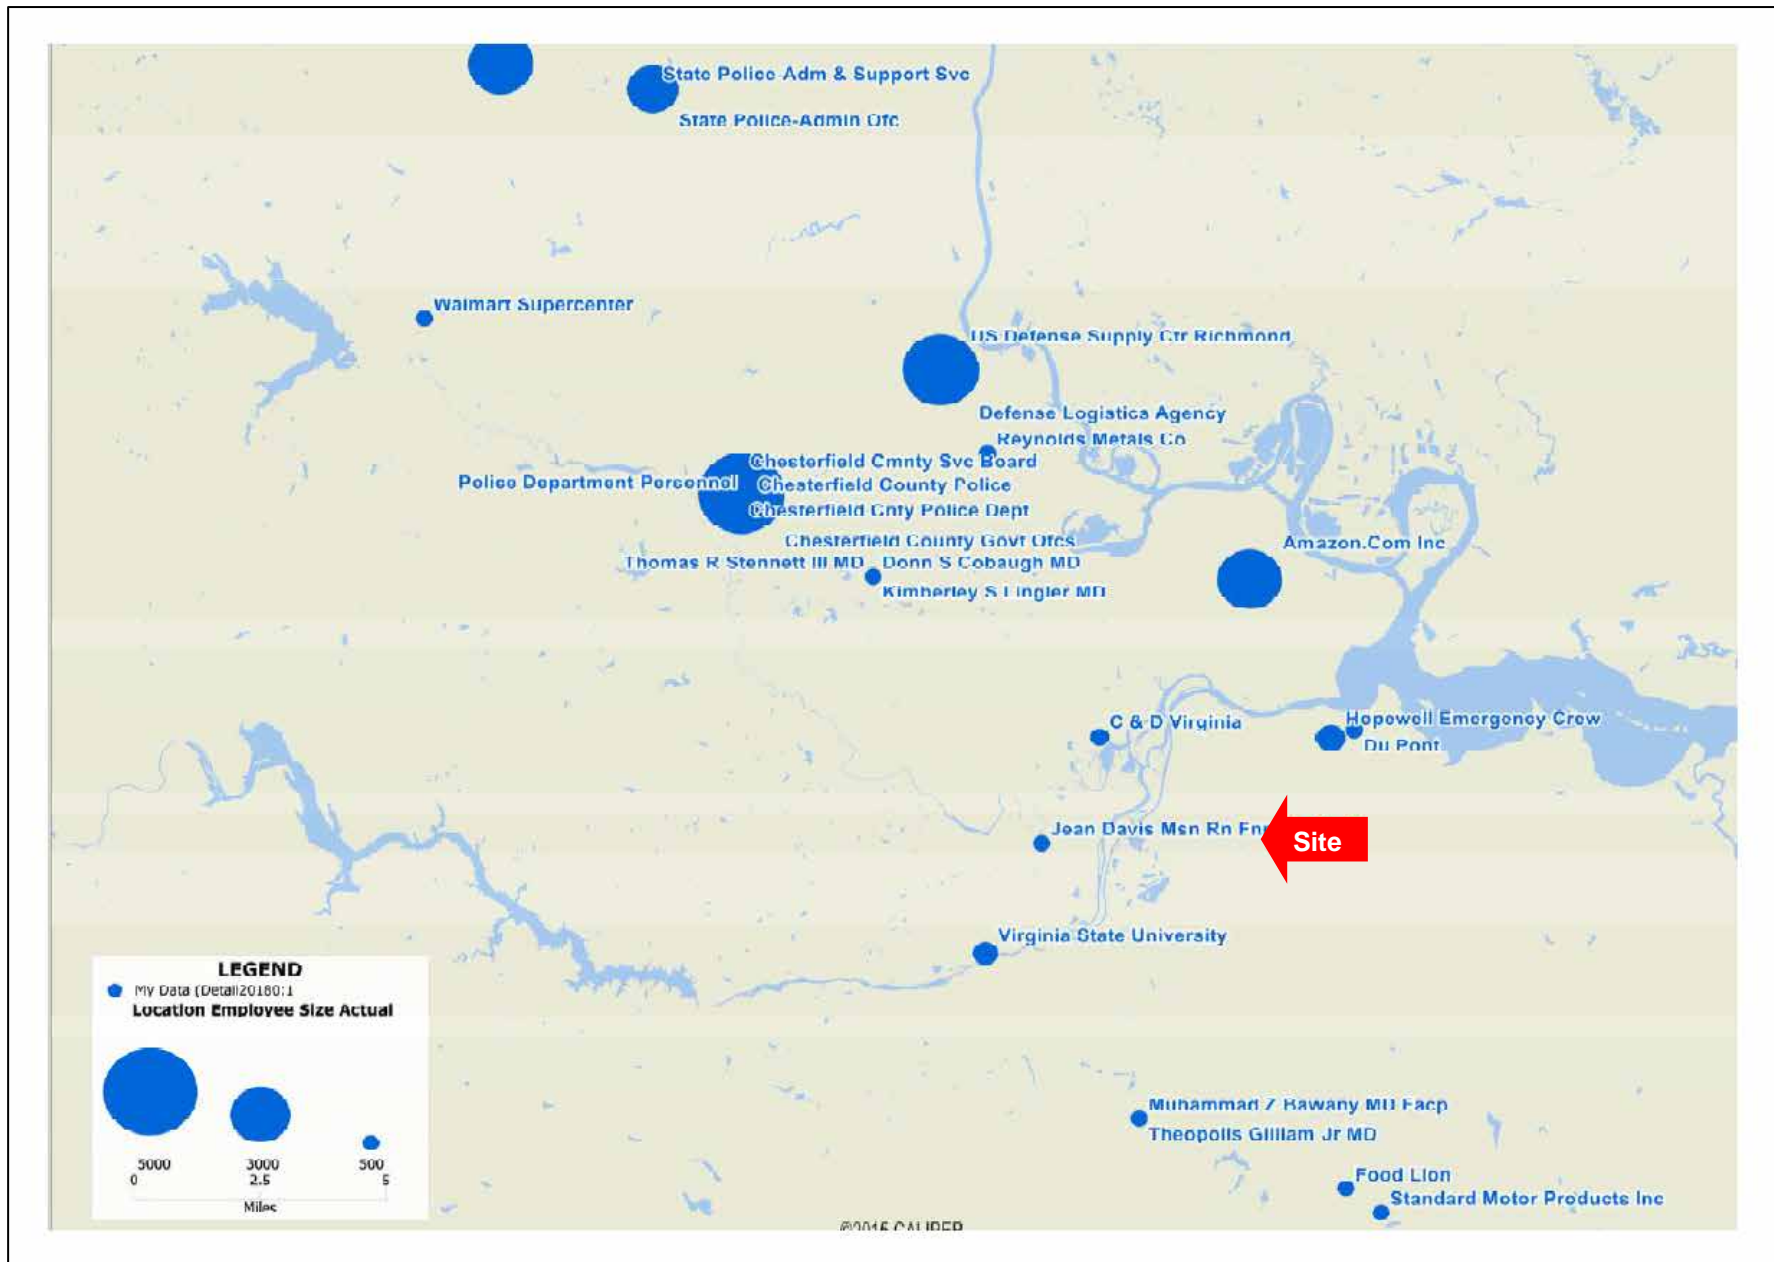 State Police-Adm & Support Svc
State Police-Admin Ofc
Walmart Supercenter
US Defense Supply Ctr Richmond
Defense Logistics Agency
Reynolds Metals Co
Chesterfield Cmnty Svc Board
Police Department Personnel
Chesterfield County Police
Chesterfield Cnty Police Dept
Chesterfield County Govt Ofcs
Amazon.Com Inc
Thomas R Stennett III MD
Donn S Cobaugh MD
Kimberley S Lingler MD
C & D Virginia
Hopewell Emergency Crew
Du Pont
Jean Davis Msn Rn Fnp
Site
Virginia State University
LEGEND
My Data (Detail20180:1
Location Employee Size Actual
5000 3000 500
0 2.5 5
Miles
Muhammad Z Bawany MD Facp
Theopolis Gilliam Jr MD
Food Lion
Standard Motor Products Inc
©2015 CALIPER